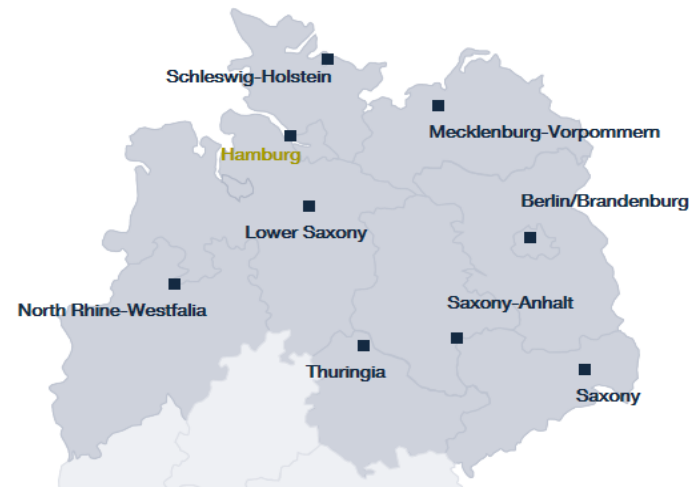 Schleswig-Holstein
Mecklenburg-Vorpommern
Hamburg
Berlin/Brandenburg
Lower Saxony
Saxony-Anhalt
North Rhine-Westfalia
Thuringia
Saxony